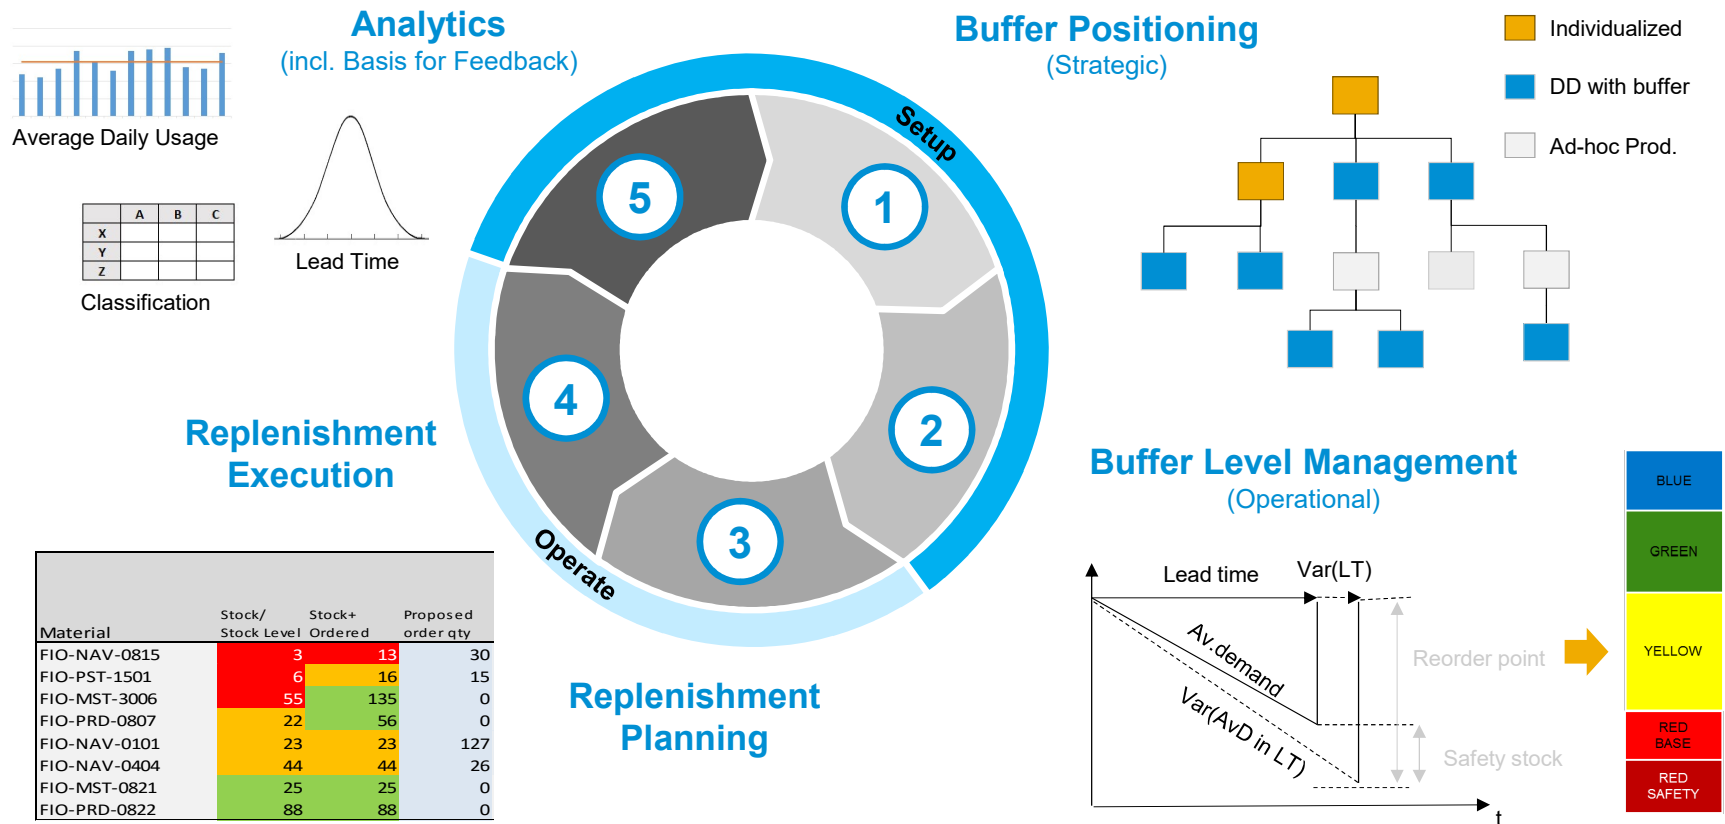 Analytics
(incl. Basis for Feedback)
Buffer Positioning
(Strategic)
Individualized
DD with buffer
Ad-hoc Prod.
Average Daily Usage
Lead Time
A B C
X
Y
Z
Classification
Setup
5
1
4
2
3
Operate
Replenishment
Execution
Buffer Level Management
(Operational)
BLUE
GREEN
YELLOW
RED
BASE
RED
SAFETY
Lead time
Var(LT)
Av.demand
Var(AvD in LT)
Reorder point
Safety stock
t
Replenishment
Planning
Stock/ Stock+ Proposed
Material Stock Level Ordered order qty
FIO-NAV-0815 3 13 30
FIO-PST-1501 6 16 15
FIO-MST-3006 55 135 0
FIO-PRD-0807 22 56 0
FIO-NAV-0101 23 23 127
FIO-NAV-0404 44 44 26
FIO-MST-0821 25 25 0
FIO-PRD-0822 88 88 0